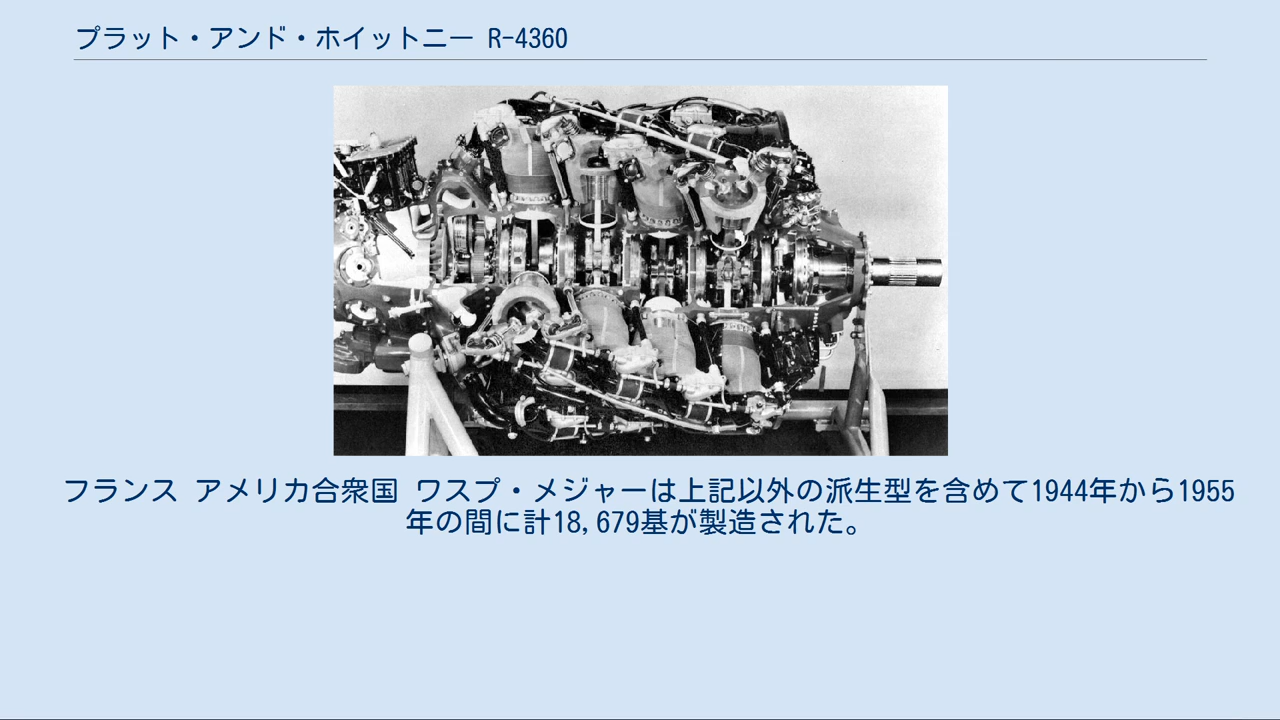 プラット・アンド・ホイットニー R-4360
フランス アメリカ合衆国 ワスプ・メジャーは上記以外の派生型を含めて1944年から1955
年の間に計18,679基が製造された。